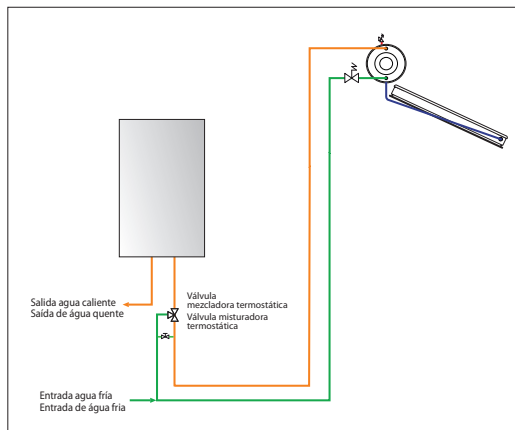 Salida agua caliente
Saída de água quente
Válvula
mezcladora termostática
Válvula misturadora
termostática
Entrada agua fría
Entrada de água fria